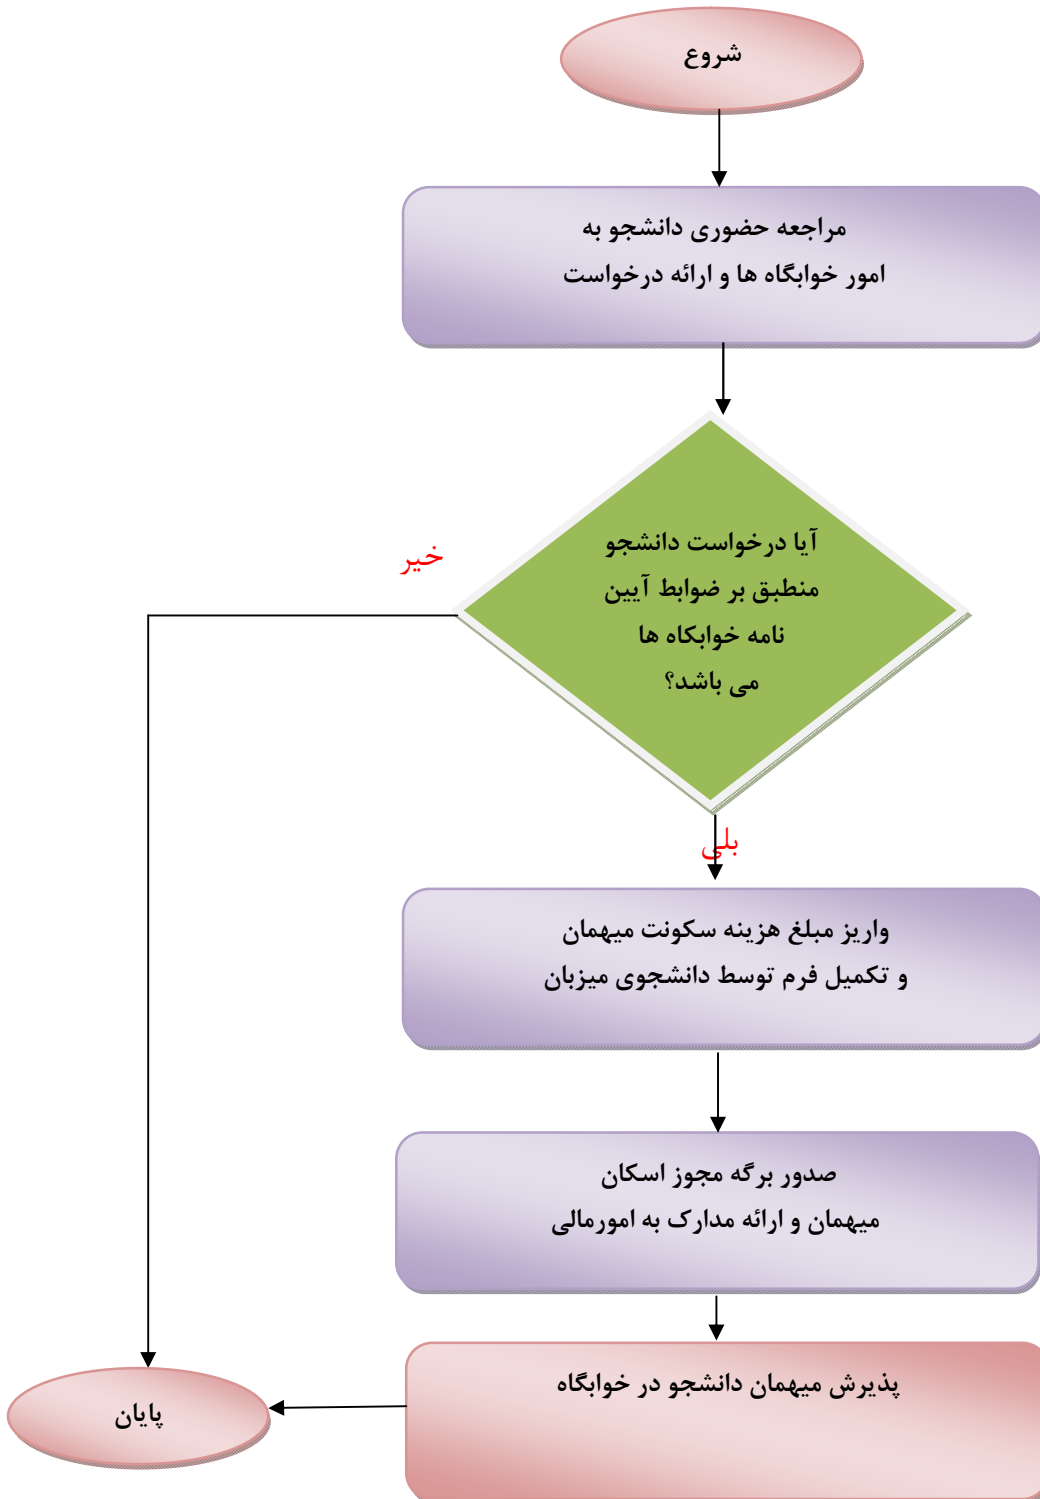 شروع
مراجعه حضوری دانشجو به
امور خوابگاه ها و ارائه درخواست
آیا درخواست دانشجو
منطبق بر ضوابط آیین
نامه خوابکاه ها
می باشد؟
خیر
بلی
واریز مبلغ هزینه سکونت میهمان
و تکمیل فرم توسط دانشجوی میزبان
صدور برگه مجوز اسکان
میهمان و ارائه مدارک به امورمالی
پذیرش میهمان دانشجو در خوابگاه
پایان